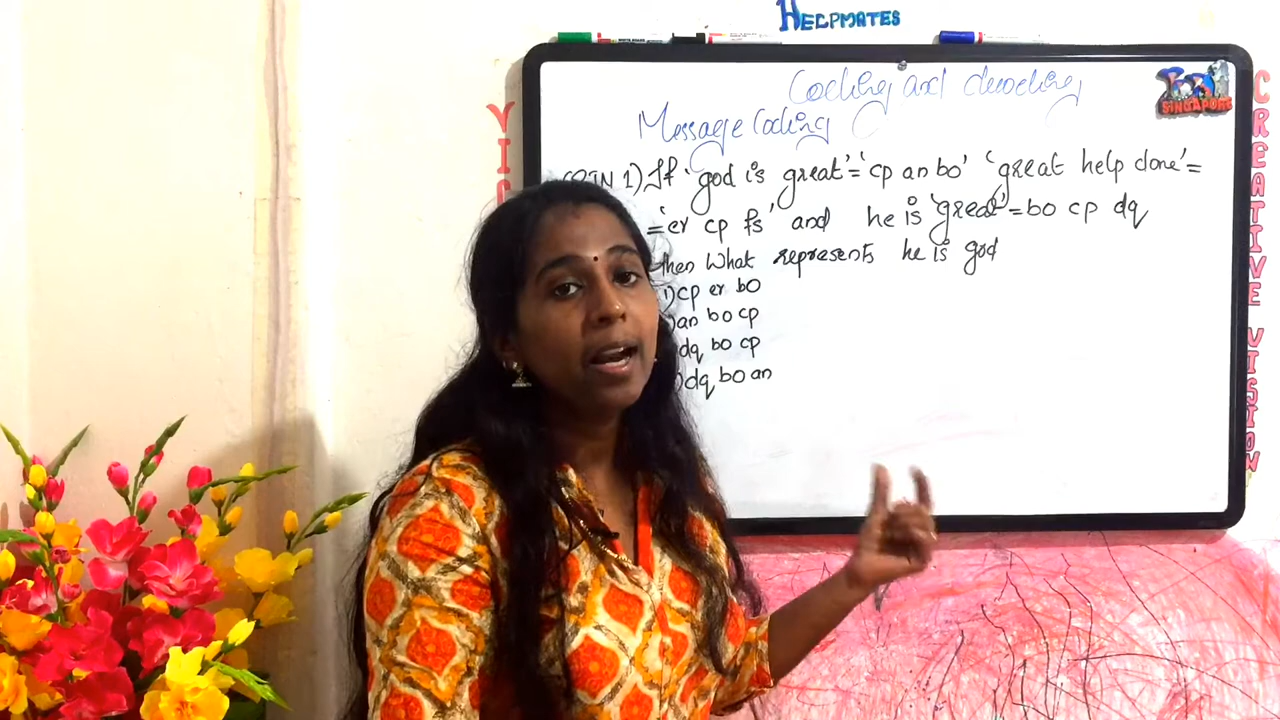 HELPMATES
Coding and decoding
SINGAPORE
Message Coding
1) If 'god is great' = 'cp an bo' 'great help done' =
= 'er cp fs' and he is 'great' = bo cp dq
then What represents he is god
1) cp er bo
) an bo cp
) dq bo cp
) dq bo an
CREATIVE VISION